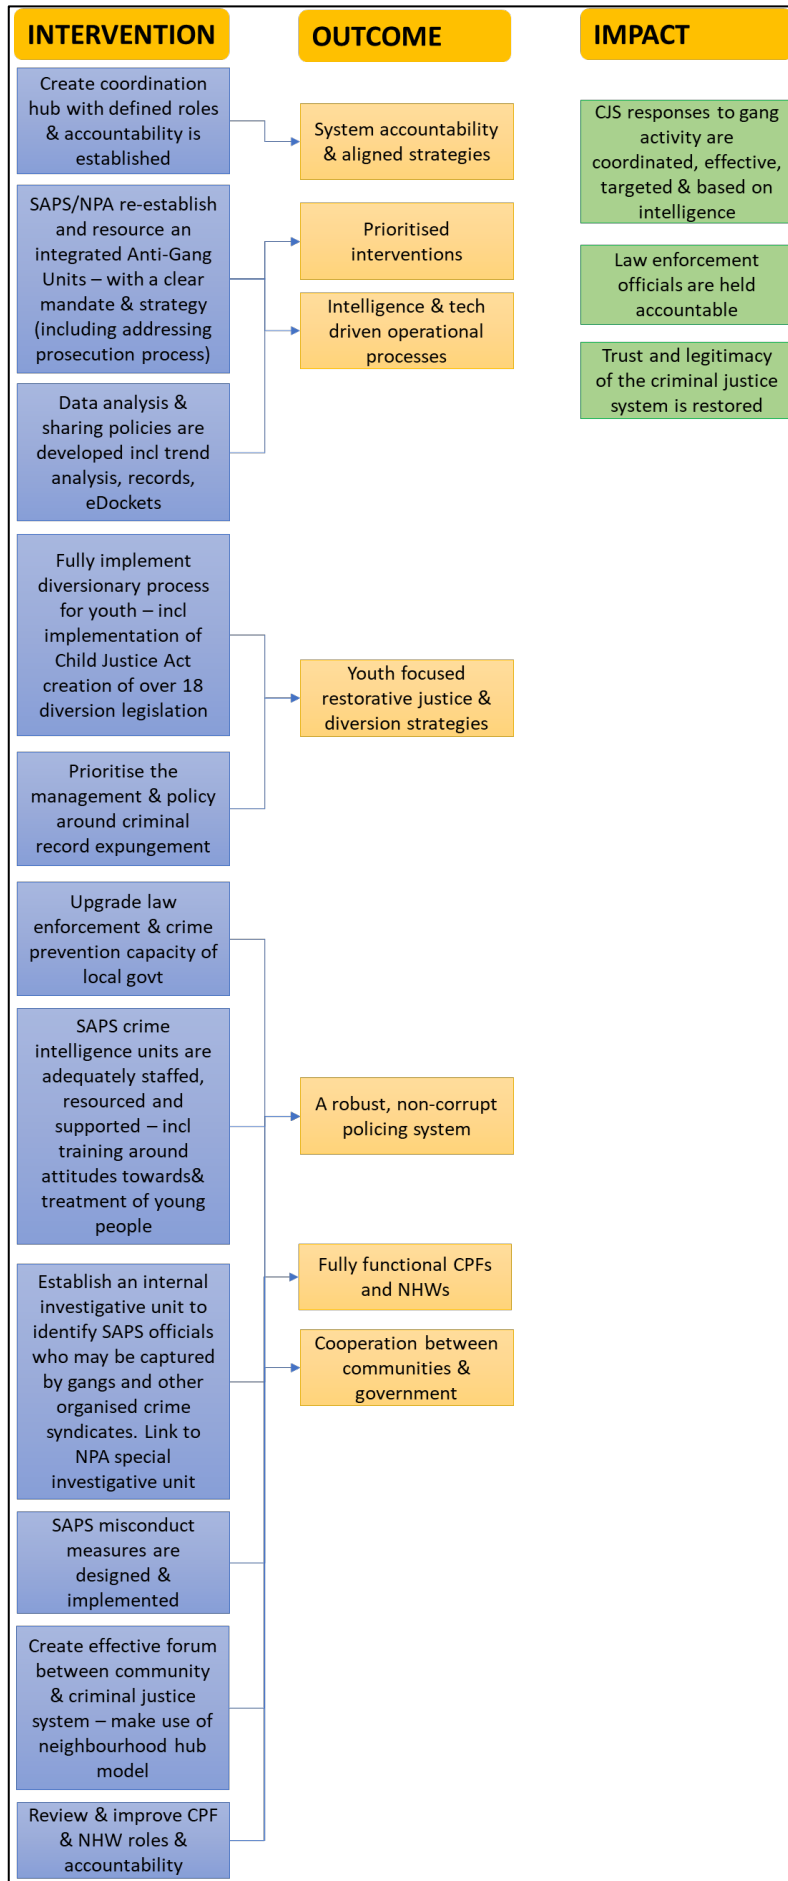 INTERVENTION
OUTCOME
IMPACT
Create coordination
hub with defined roles
& accountability is
established
System accountability
& aligned strategies
CJS responses to gang
activity are
coordinated, effective,
targeted & based on
intelligence
SAPS/NPA re-establish
and resource an
integrated Anti-Gang
Units – with a clear
mandate & strategy
(including addressing
prosecution process)
Prioritised
interventions
Law enforcement
officials are held
accountable
Intelligence & tech
driven operational
processes
Trust and legitimacy
of the criminal justice
system is restored
Data analysis &
sharing policies are
developed incl trend
analysis, records,
eDockets
Fully implement
diversionary process
for youth – incl
implementation of
Child Justice Act
creation of over 18
diversion legislation
Youth focused
restorative justice &
diversion strategies
Prioritise the
management & policy
around criminal
record expungement
Upgrade law
enforcement & crime
prevention capacity of
local govt
SAPS crime
intelligence units are
adequately staffed,
resourced and
supported – incl
training around
attitudes towards&
treatment of young
people
A robust, non-corrupt
policing system
Fully functional CPFs
and NHWs
Establish an internal
investigative unit to
identify SAPS officials
who may be captured
by gangs and other
organised crime
syndicates. Link to
NPA special
investigative unit
Cooperation between
communities &
government
SAPS misconduct
measures are
designed &
implemented
Create effective forum
between community
& criminal justice
system – make use of
neighbourhood hub
model
Review & improve CPF
& NHW roles &
accountability